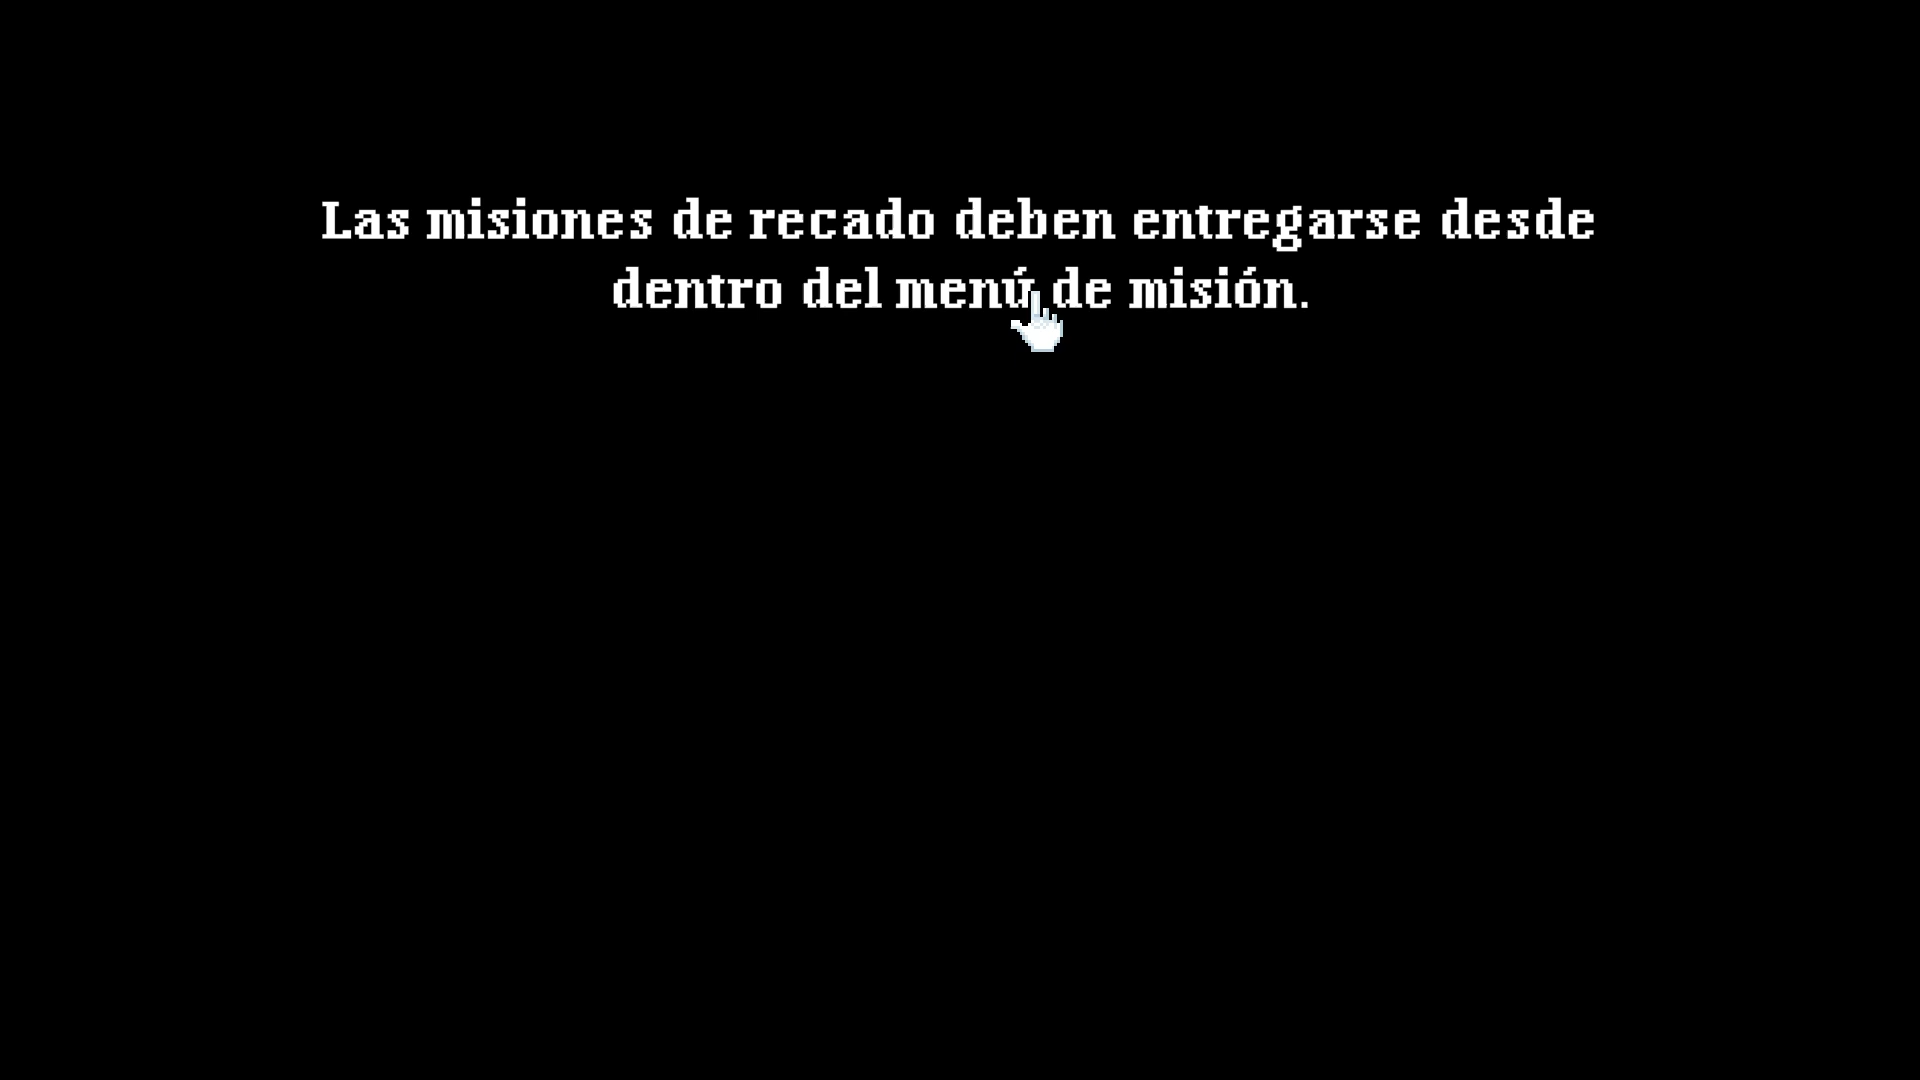 Las misiones de recado deben entregarse desde
dentro del menú de misión.